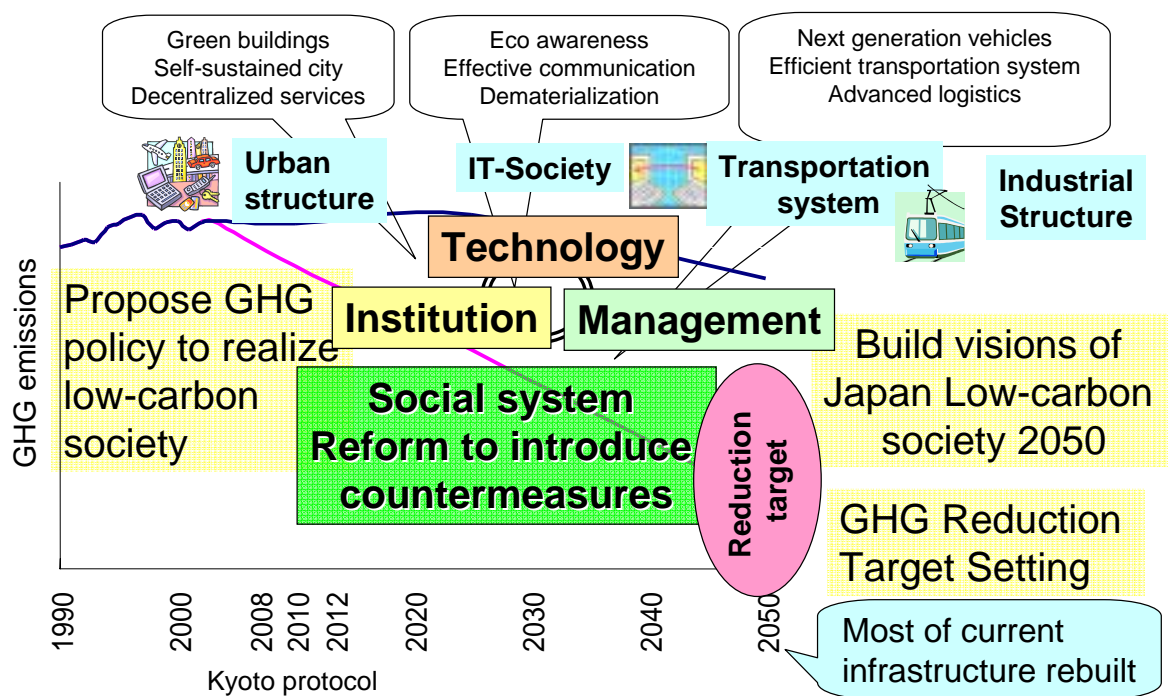 Green buildings
Self-sustained city
Decentralized services
Eco awareness
Effective communication
Dematerialization
Next generation vehicles
Efficient transportation system
Advanced logistics
Urban
structure
IT-Society
Transportation
system
Industrial
Structure
Technology
Institution
Management
GHG emissions
Propose GHG
policy to realize
low-carbon
society
Social system
Reform to introduce
countermeasures
Reduction
target
Build visions of
Japan Low-carbon
society 2050
GHG Reduction
Target Setting
1990
2000
2008
2010
2012
2020
2030
2040
2050
Kyoto protocol
Most of current
infrastructure rebuilt